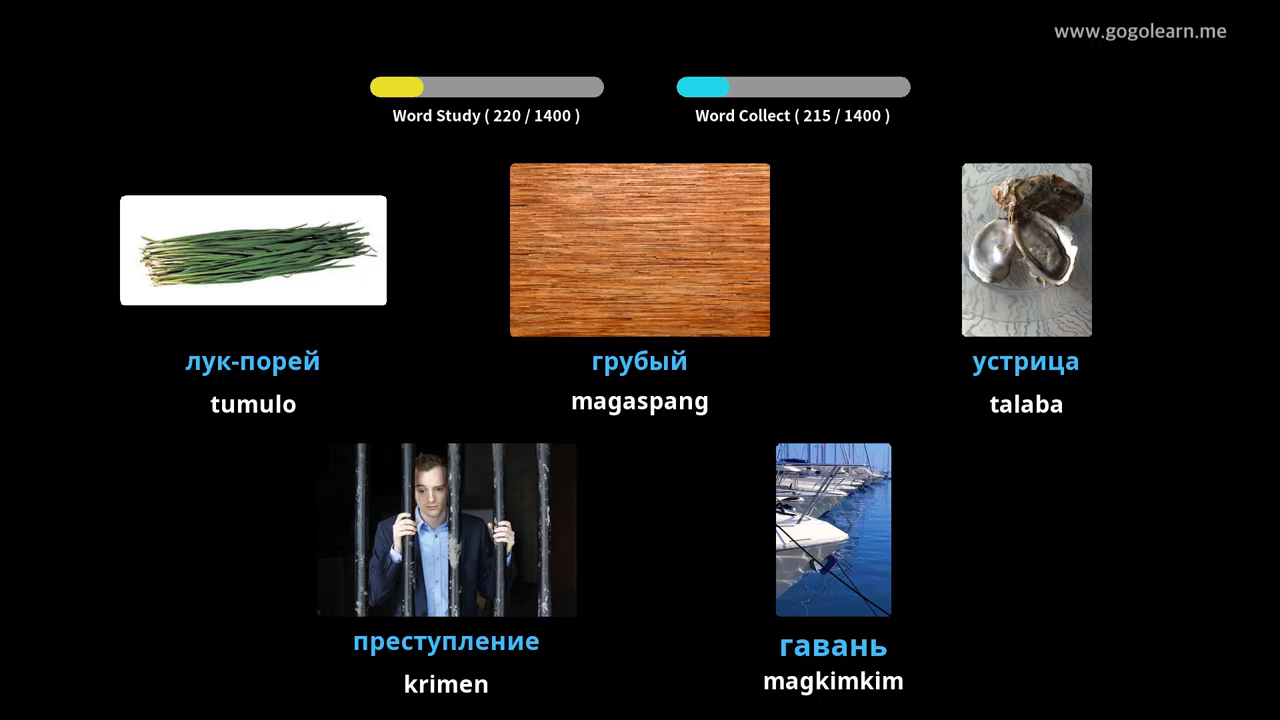 www.gogolearn.me
Word Study ( 220 / 1400 )
Word Collect ( 215 / 1400 )
лук-порей
tumulo
грубый
magaspang
устрица
talaba
преступление
krimen
гавань
magkimkim